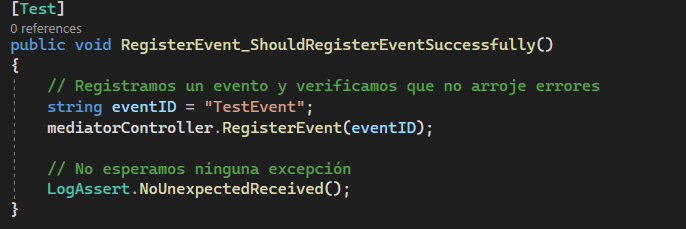 [Test]
0 references
public void RegisterEvent_ShouldRegisterEventSuccessfully()
{
// Registramos un evento y verificamos que no arroje errores
string eventID = "TestEvent";
mediatorController.RegisterEvent(eventID);
// No esperamos ninguna excepción
LogAssert.NoUnexpectedReceived();
}